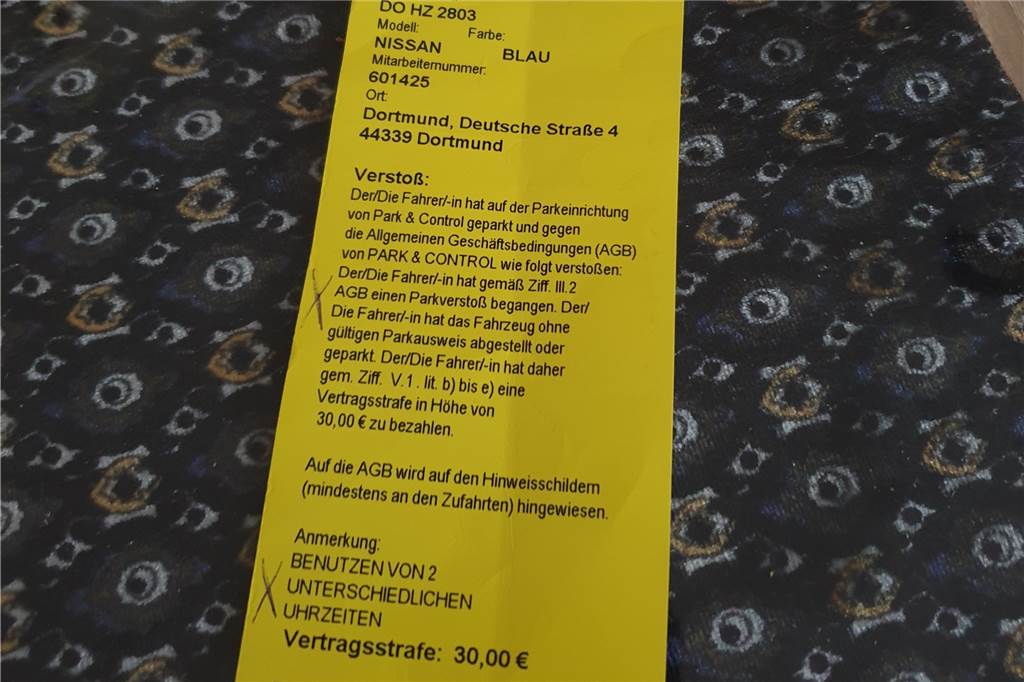 DO HZ 2803
Modell: Farbe:
NISSAN BLAU
Mitarbeiternummer:
601425
Ort:
Dortmund, Deutsche Straße 4
44339 Dortmund
Verstoß:
Der/Die Fahrer/-in hat auf der Parkeinrichtung
von Park & Control geparkt und gegen
die Allgemeinen Geschäftsbedingungen (AGB)
von PARK & CONTROL wie folgt verstoßen:
Der/Die Fahrer/-in hat gemäß Ziff. III.2
X AGB einen Parkverstoß begangen. Der/
Die Fahrer/-in hat das Fahrzeug ohne
gültigen Parkausweis abgestellt oder
geparkt. Der/Die Fahrer/-in hat daher
gem. Ziff. V.1. lit. b) bis e) eine
Vertragsstrafe in Höhe von
30,00 € zu bezahlen.
Auf die AGB wird auf den Hinweisschildern
(mindestens an den Zufahrten) hingewiesen.
Anmerkung:
BENUTZEN VON 2
X UNTERSCHIEDLICHEN
UHRZEITEN
Vertragsstrafe: 30,00 €